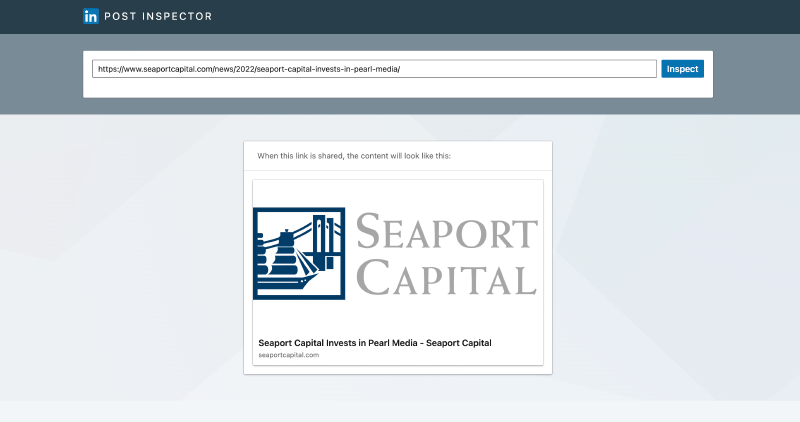 in POST INSPECTOR
https://www.seaportcapital.com/news/2022/seaport-capital-invests-in-pearl-media/
Inspect
When this link is shared, the content will look like this:
SEAPORT
CAPITAL
Seaport Capital Invests in Pearl Media - Seaport Capital
seaportcapital.com